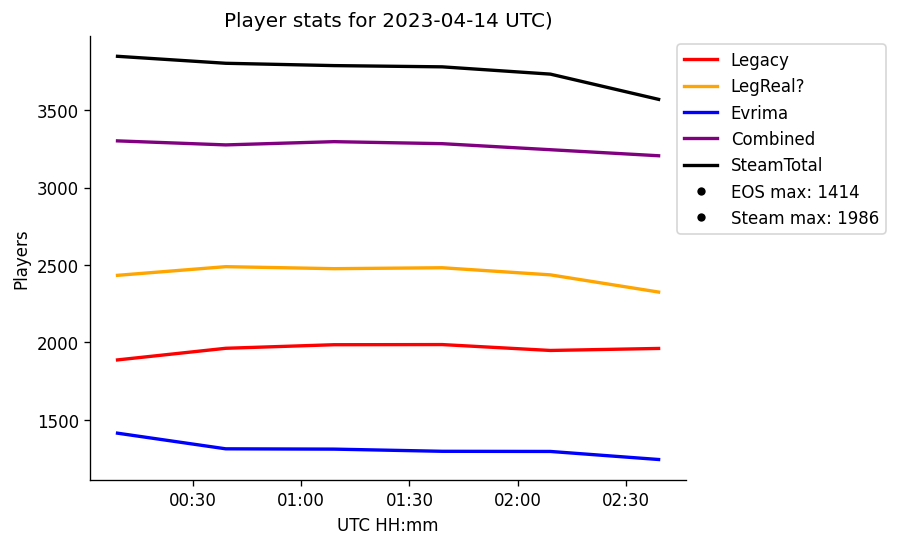 Player stats for 2023-04-14 UTC)
Legacy
LegReal?
Evrima
Combined
SteamTotal
EOS max: 1414
Steam max: 1986
Players
3500
3000
2500
2000
1500
00:30 01:00 01:30 02:00 02:30
UTC HH:mm